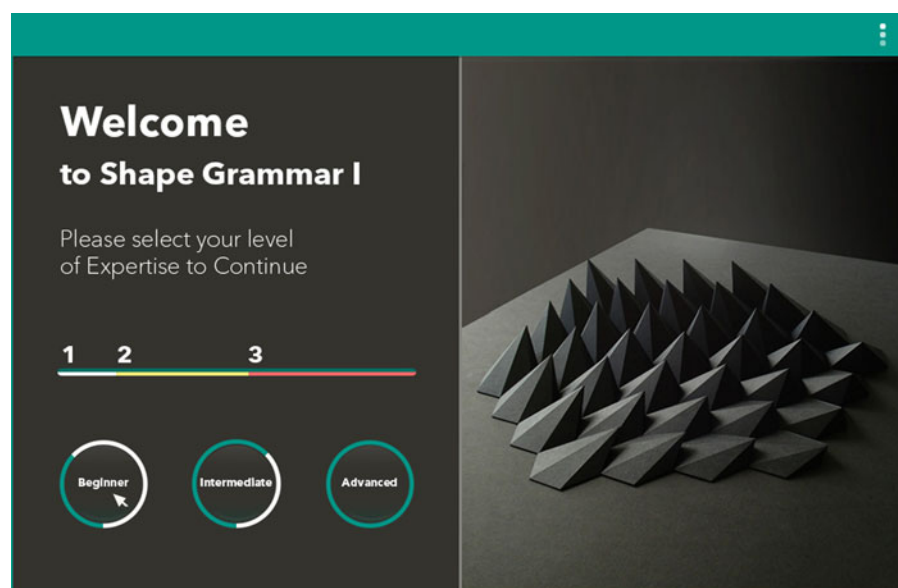 Welcome
to Shape Grammar I
Please select your level
of Expertise to Continue
1 2 3
Beginner Intermediate Advanced